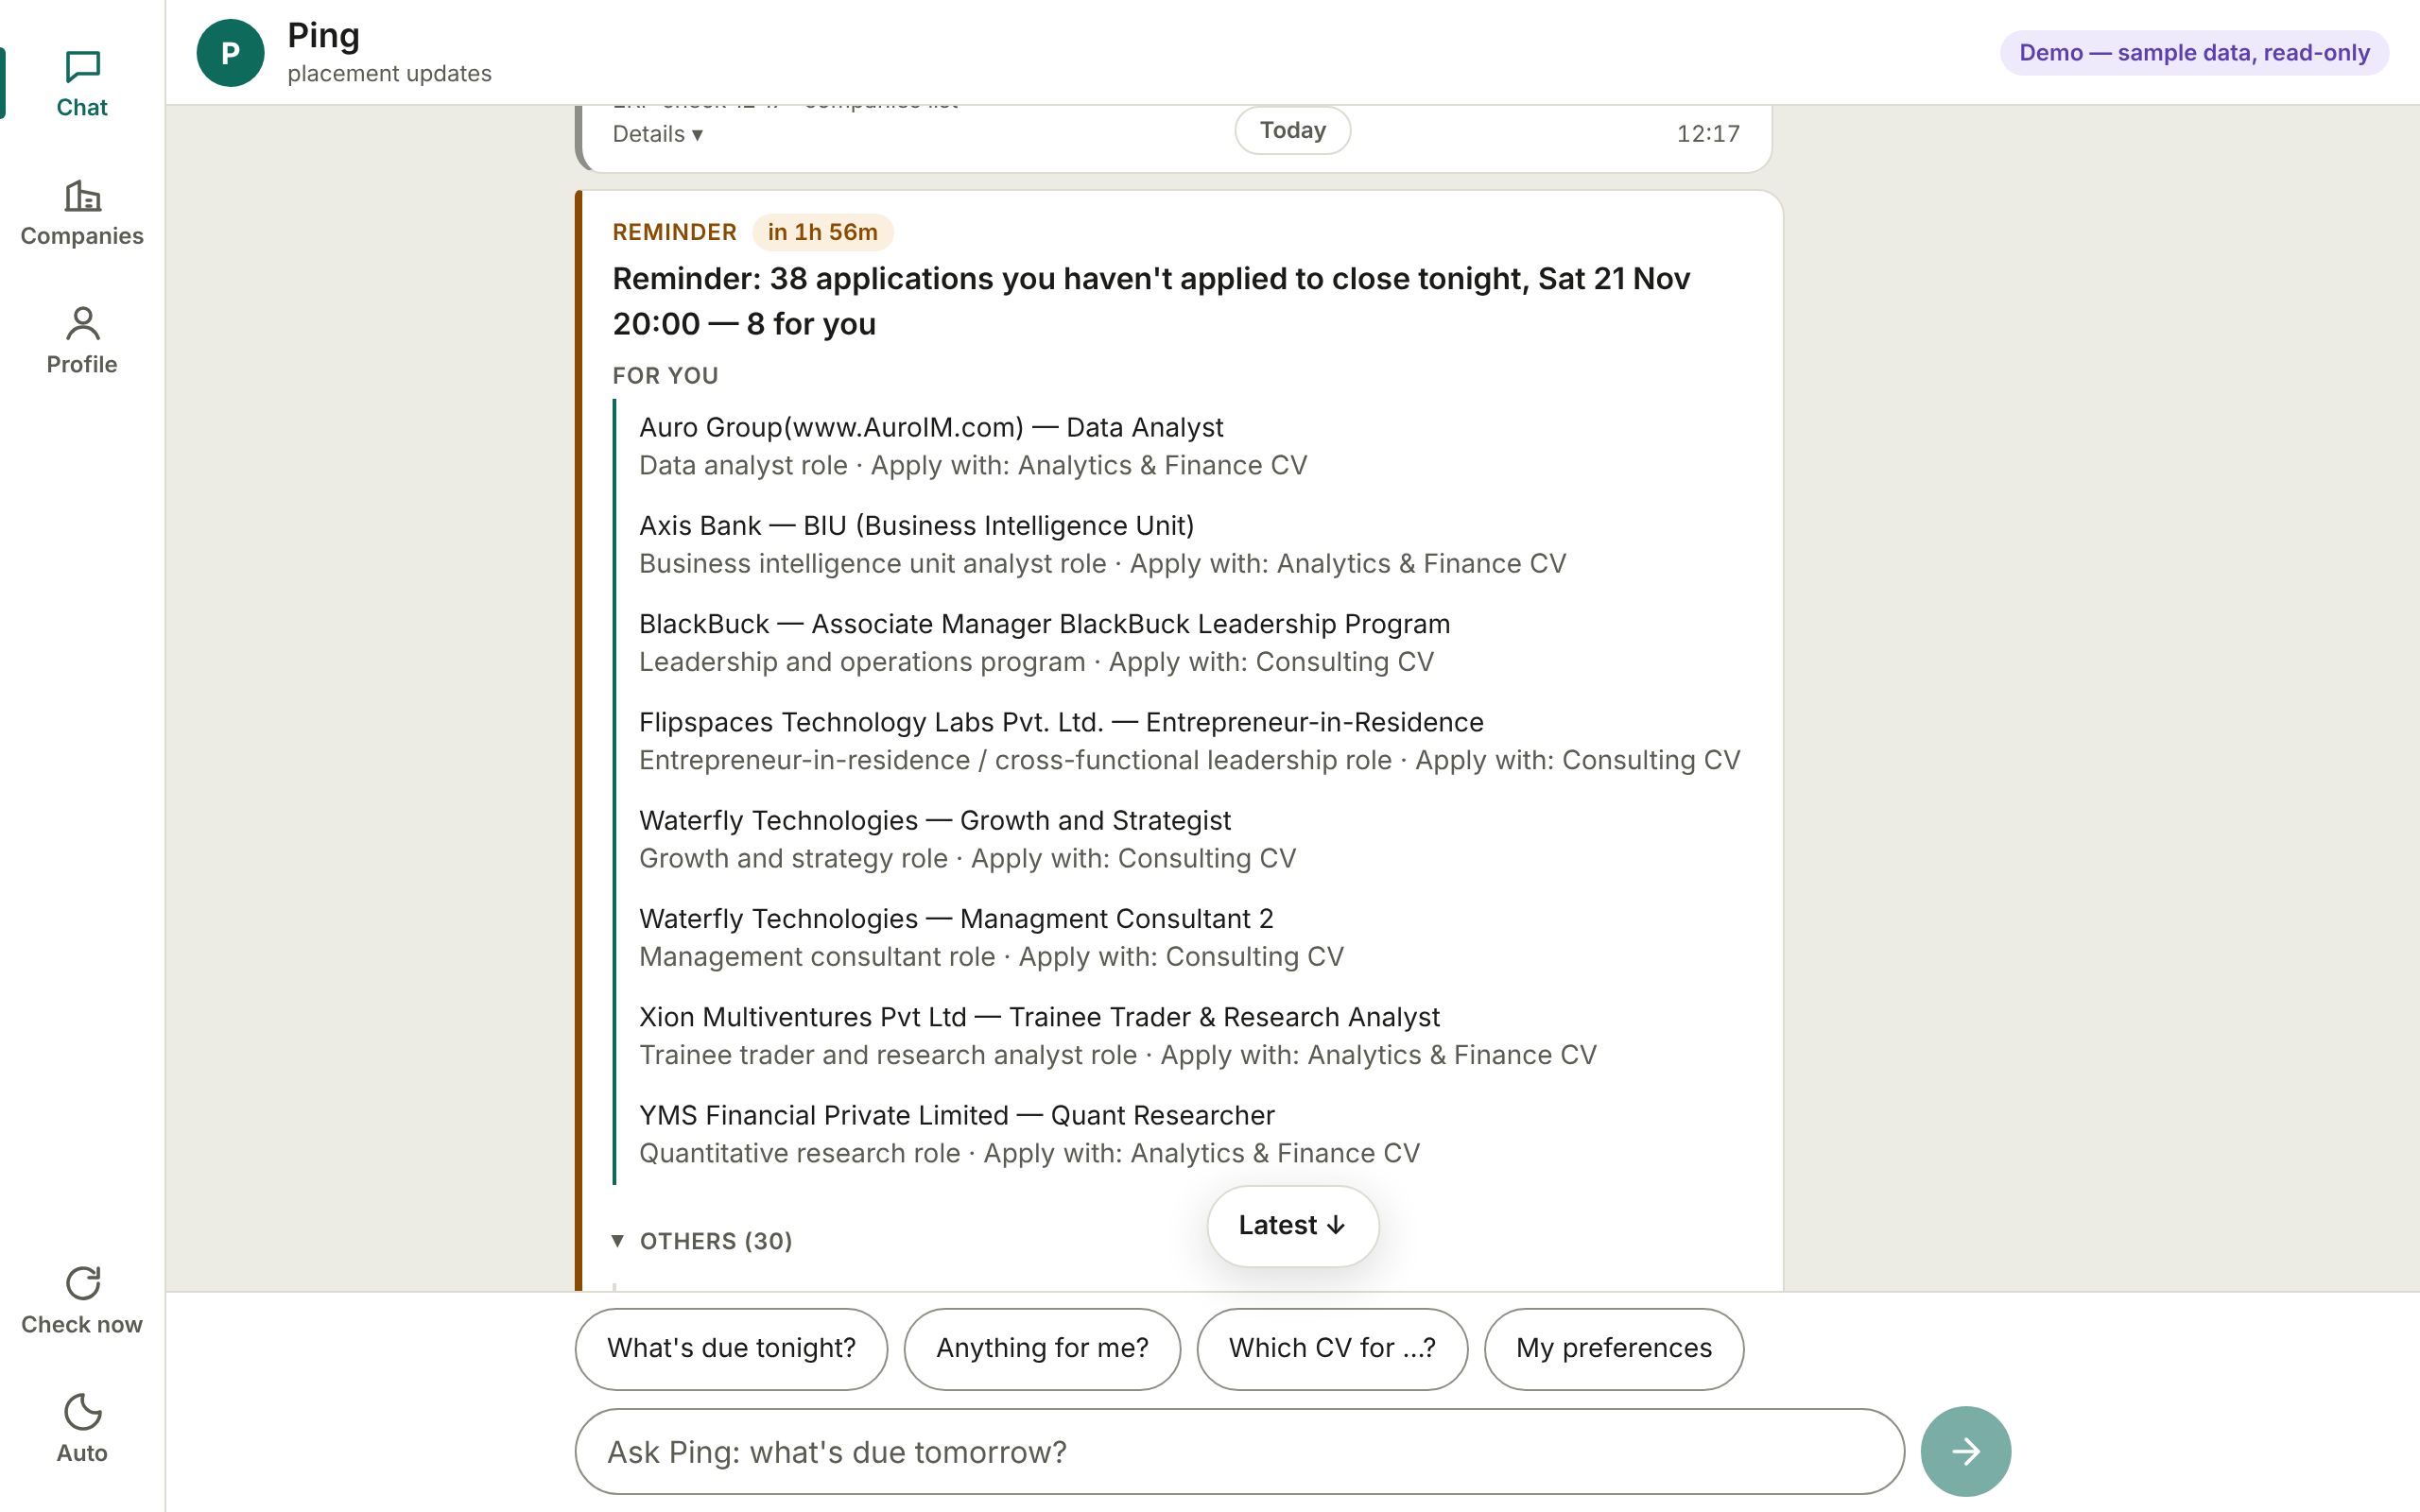 Chat
Companies
Profile
Check now
Auto
P
Ping
placement updates
Demo — sample data, read-only
Details ▾
Today
12:17
REMINDER
in 1h 56m
Reminder: 38 applications you haven't applied to close tonight, Sat 21 Nov
20:00 — 8 for you
FOR YOU
Auro Group(www.AuroIM.com) — Data Analyst
Data analyst role · Apply with: Analytics & Finance CV
Axis Bank — BIU (Business Intelligence Unit)
Business intelligence unit analyst role · Apply with: Analytics & Finance CV
BlackBuck — Associate Manager BlackBuck Leadership Program
Leadership and operations program · Apply with: Consulting CV
Flipspaces Technology Labs Pvt. Ltd. — Entrepreneur-in-Residence
Entrepreneur-in-residence / cross-functional leadership role · Apply with: Consulting CV
Waterfly Technologies — Growth and Strategist
Growth and strategy role · Apply with: Consulting CV
Waterfly Technologies — Managment Consultant 2
Management consultant role · Apply with: Consulting CV
Xion Multiventures Pvt Ltd — Trainee Trader & Research Analyst
Trainee trader and research analyst role · Apply with: Analytics & Finance CV
YMS Financial Private Limited — Quant Researcher
Quantitative research role · Apply with: Analytics & Finance CV
▼ OTHERS (30)
Latest ↓
What's due tonight?
Anything for me?
Which CV for ...?
My preferences
Ask Ping: what's due tomorrow?